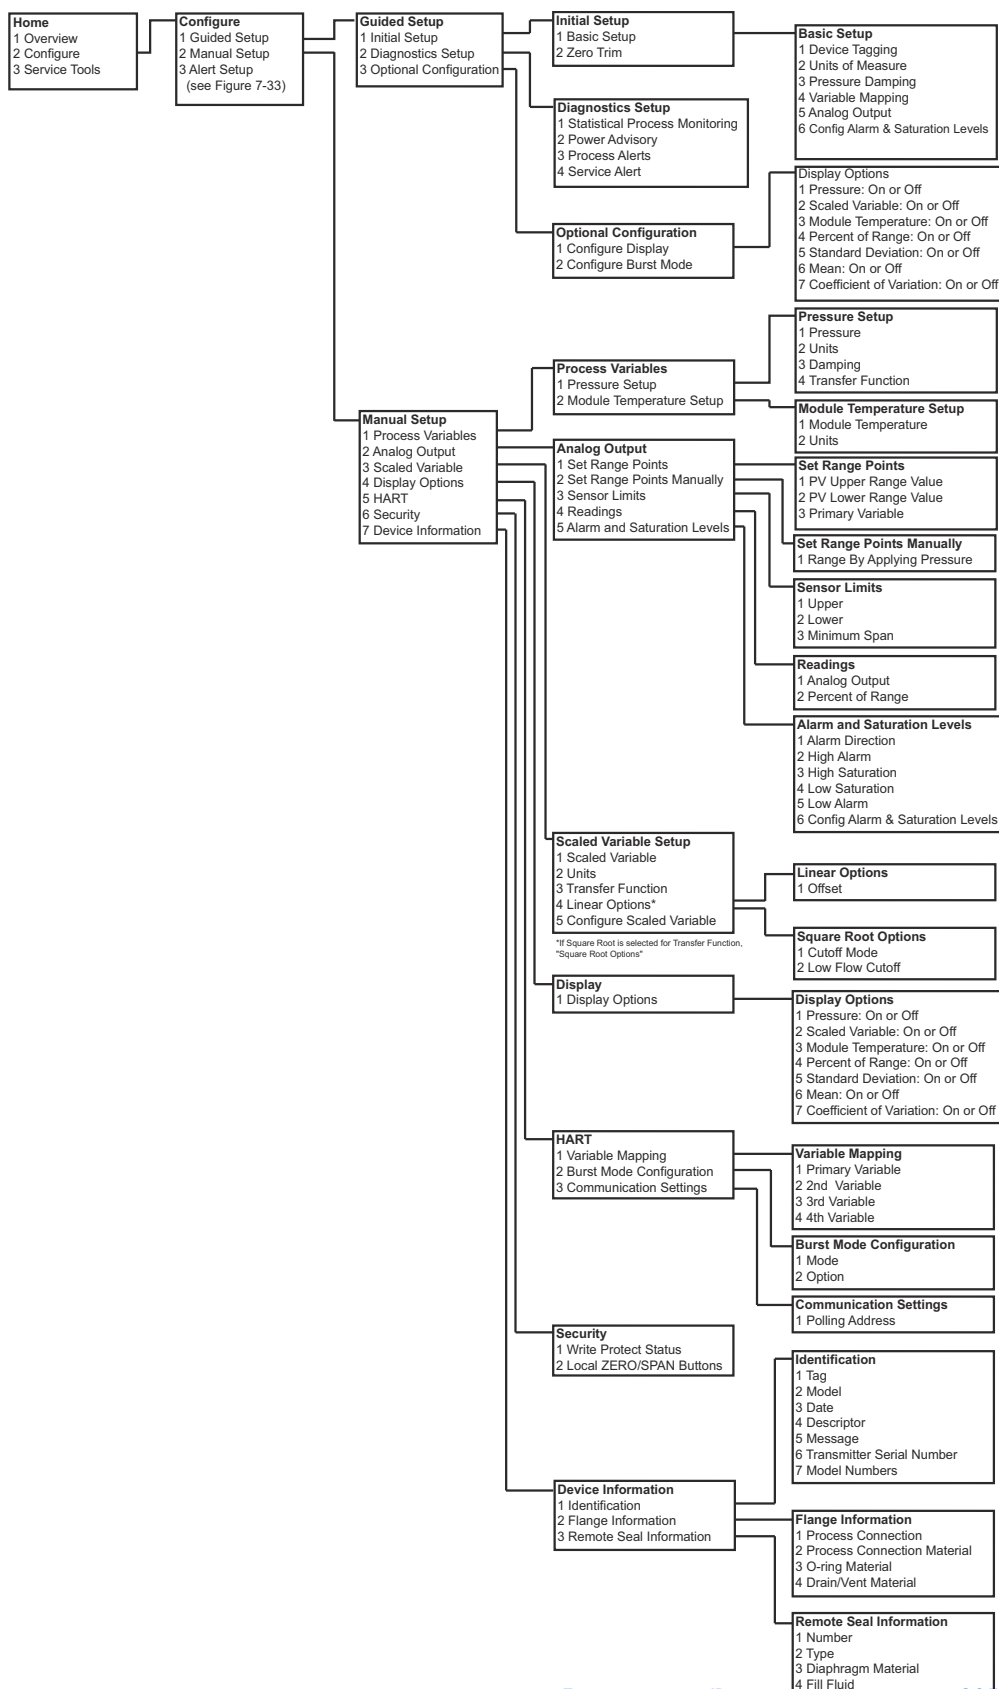 Home
1 Overview
2 Configure
3 Service Tools
Configure
1 Guided Setup
2 Manual Setup
3 Alert Setup
(see Figure 7-33)
Guided Setup
1 Initial Setup
2 Diagnostics Setup
3 Optional Configuration
Initial Setup
1 Basic Setup
2 Zero Trim
Basic Setup
1 Device Tagging
2 Units of Measure
3 Pressure Damping
4 Variable Mapping
5 Analog Output
6 Config Alarm & Saturation Levels
Diagnostics Setup
1 Statistical Process Monitoring
2 Power Advisory
3 Process Alerts
4 Service Alert
Optional Configuration
1 Configure Display
2 Configure Burst Mode
Display Options
1 Pressure: On or Off
2 Scaled Variable: On or Off
3 Module Temperature: On or Off
4 Percent of Range: On or Off
5 Standard Deviation: On or Off
6 Mean: On or Off
7 Coefficient of Variation: On or Off
Manual Setup
1 Process Variables
2 Analog Output
3 Scaled Variable
4 Display Options
5 HART
6 Security
7 Device Information
Process Variables
1 Pressure Setup
2 Module Temperature Setup
Pressure Setup
1 Pressure
2 Units
3 Damping
4 Transfer Function
Module Temperature Setup
1 Module Temperature
2 Units
Analog Output
1 Set Range Points
2 Set Range Points Manually
3 Sensor Limits
4 Readings
5 Alarm and Saturation Levels
Set Range Points
1 PV Upper Range Value
2 PV Lower Range Value
3 Primary Variable
Set Range Points Manually
1 Range By Applying Pressure
Sensor Limits
1 Upper
2 Lower
3 Minimum Span
Readings
1 Analog Output
2 Percent of Range
Alarm and Saturation Levels
1 Alarm Direction
2 High Alarm
3 High Saturation
4 Low Saturation
5 Low Alarm
6 Config Alarm & Saturation Levels
Scaled Variable Setup
1 Scaled Variable
2 Units
3 Transfer Function
4 Linear Options*
5 Configure Scaled Variable
*If Square Root is selected for Transfer Function,
"Square Root Options"
Linear Options
1 Offset
Square Root Options
1 Cutoff Mode
2 Low Flow Cutoff
Display
1 Display Options
Display Options
1 Pressure: On or Off
2 Scaled Variable: On or Off
3 Module Temperature: On or Off
4 Percent of Range: On or Off
5 Standard Deviation: On or Off
6 Mean: On or Off
7 Coefficient of Variation: On or Off
HART
1 Variable Mapping
2 Burst Mode Configuration
3 Communication Settings
Variable Mapping
1 Primary Variable
2 2nd Variable
3 3rd Variable
4 4th Variable
Burst Mode Configuration
1 Mode
2 Option
Communication Settings
1 Polling Address
Security
1 Write Protect Status
2 Local ZERO/SPAN Buttons
Device Information
1 Identification
2 Flange Information
3 Remote Seal Information
Identification
1 Tag
2 Model
3 Date
4 Descriptor
5 Message
6 Transmitter Serial Number
7 Model Numbers
Flange Information
1 Process Connection
2 Process Connection Material
3 O-ring Material
4 Drain/Vent Material
Remote Seal Information
1 Number
2 Type
3 Diaphragm Material
4 Fill Fluid